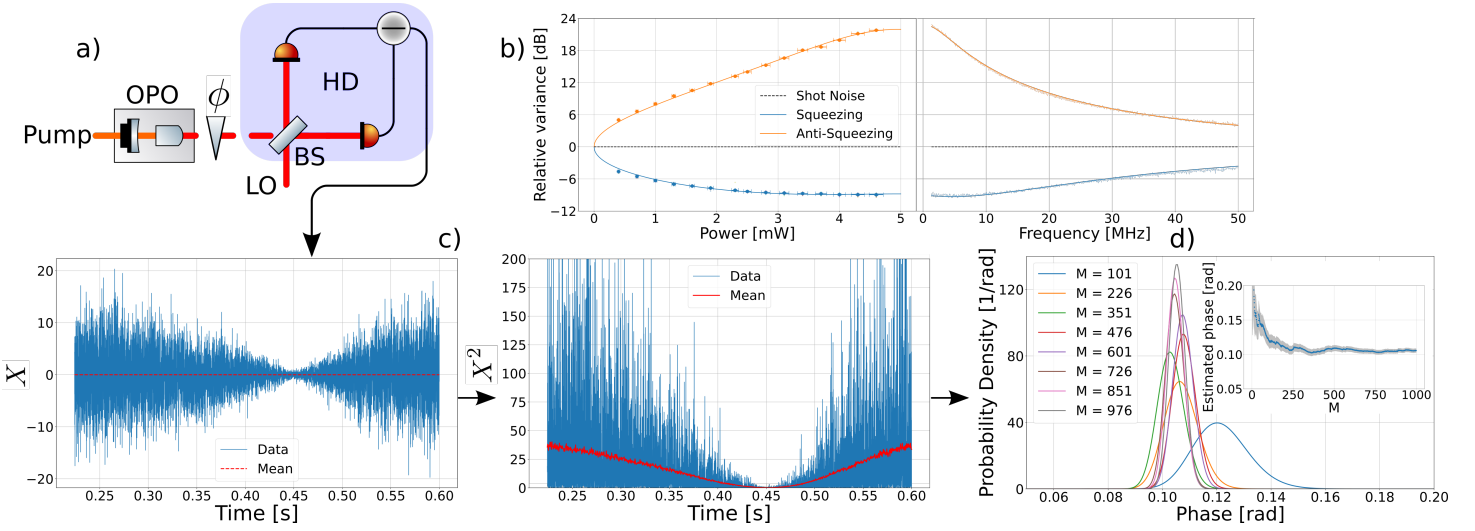 a)
OPO
ϕ
Pump
HD
BS
LO
b)
Relative variance [dB]
24
18
12
6
0
−6
−12
Shot Noise
Squeezing
Anti-Squeezing
0 1 2 3 4 5
Power [mW]
0 10 20 30 40 50
Frequency [MHz]
c)
X
20
10
0
−10
−20
Data
Mean
0.25 0.30 0.35 0.40 0.45 0.50 0.55 0.60
Time [s]
X²
200
175
150
125
100
75
50
25
0
Data
Mean
0.25 0.30 0.35 0.40 0.45 0.50 0.55 0.60
Time [s]
d)
Probability Density [1/rad]
120
80
40
0
M = 101
M = 226
M = 351
M = 476
M = 601
M = 726
M = 851
M = 976
Estimated phase [rad]
0.20
0.15
0.10
0.05
0 250 500 750 1000
M
0.06 0.08 0.10 0.12 0.14 0.16 0.18 0.20
Phase [rad]